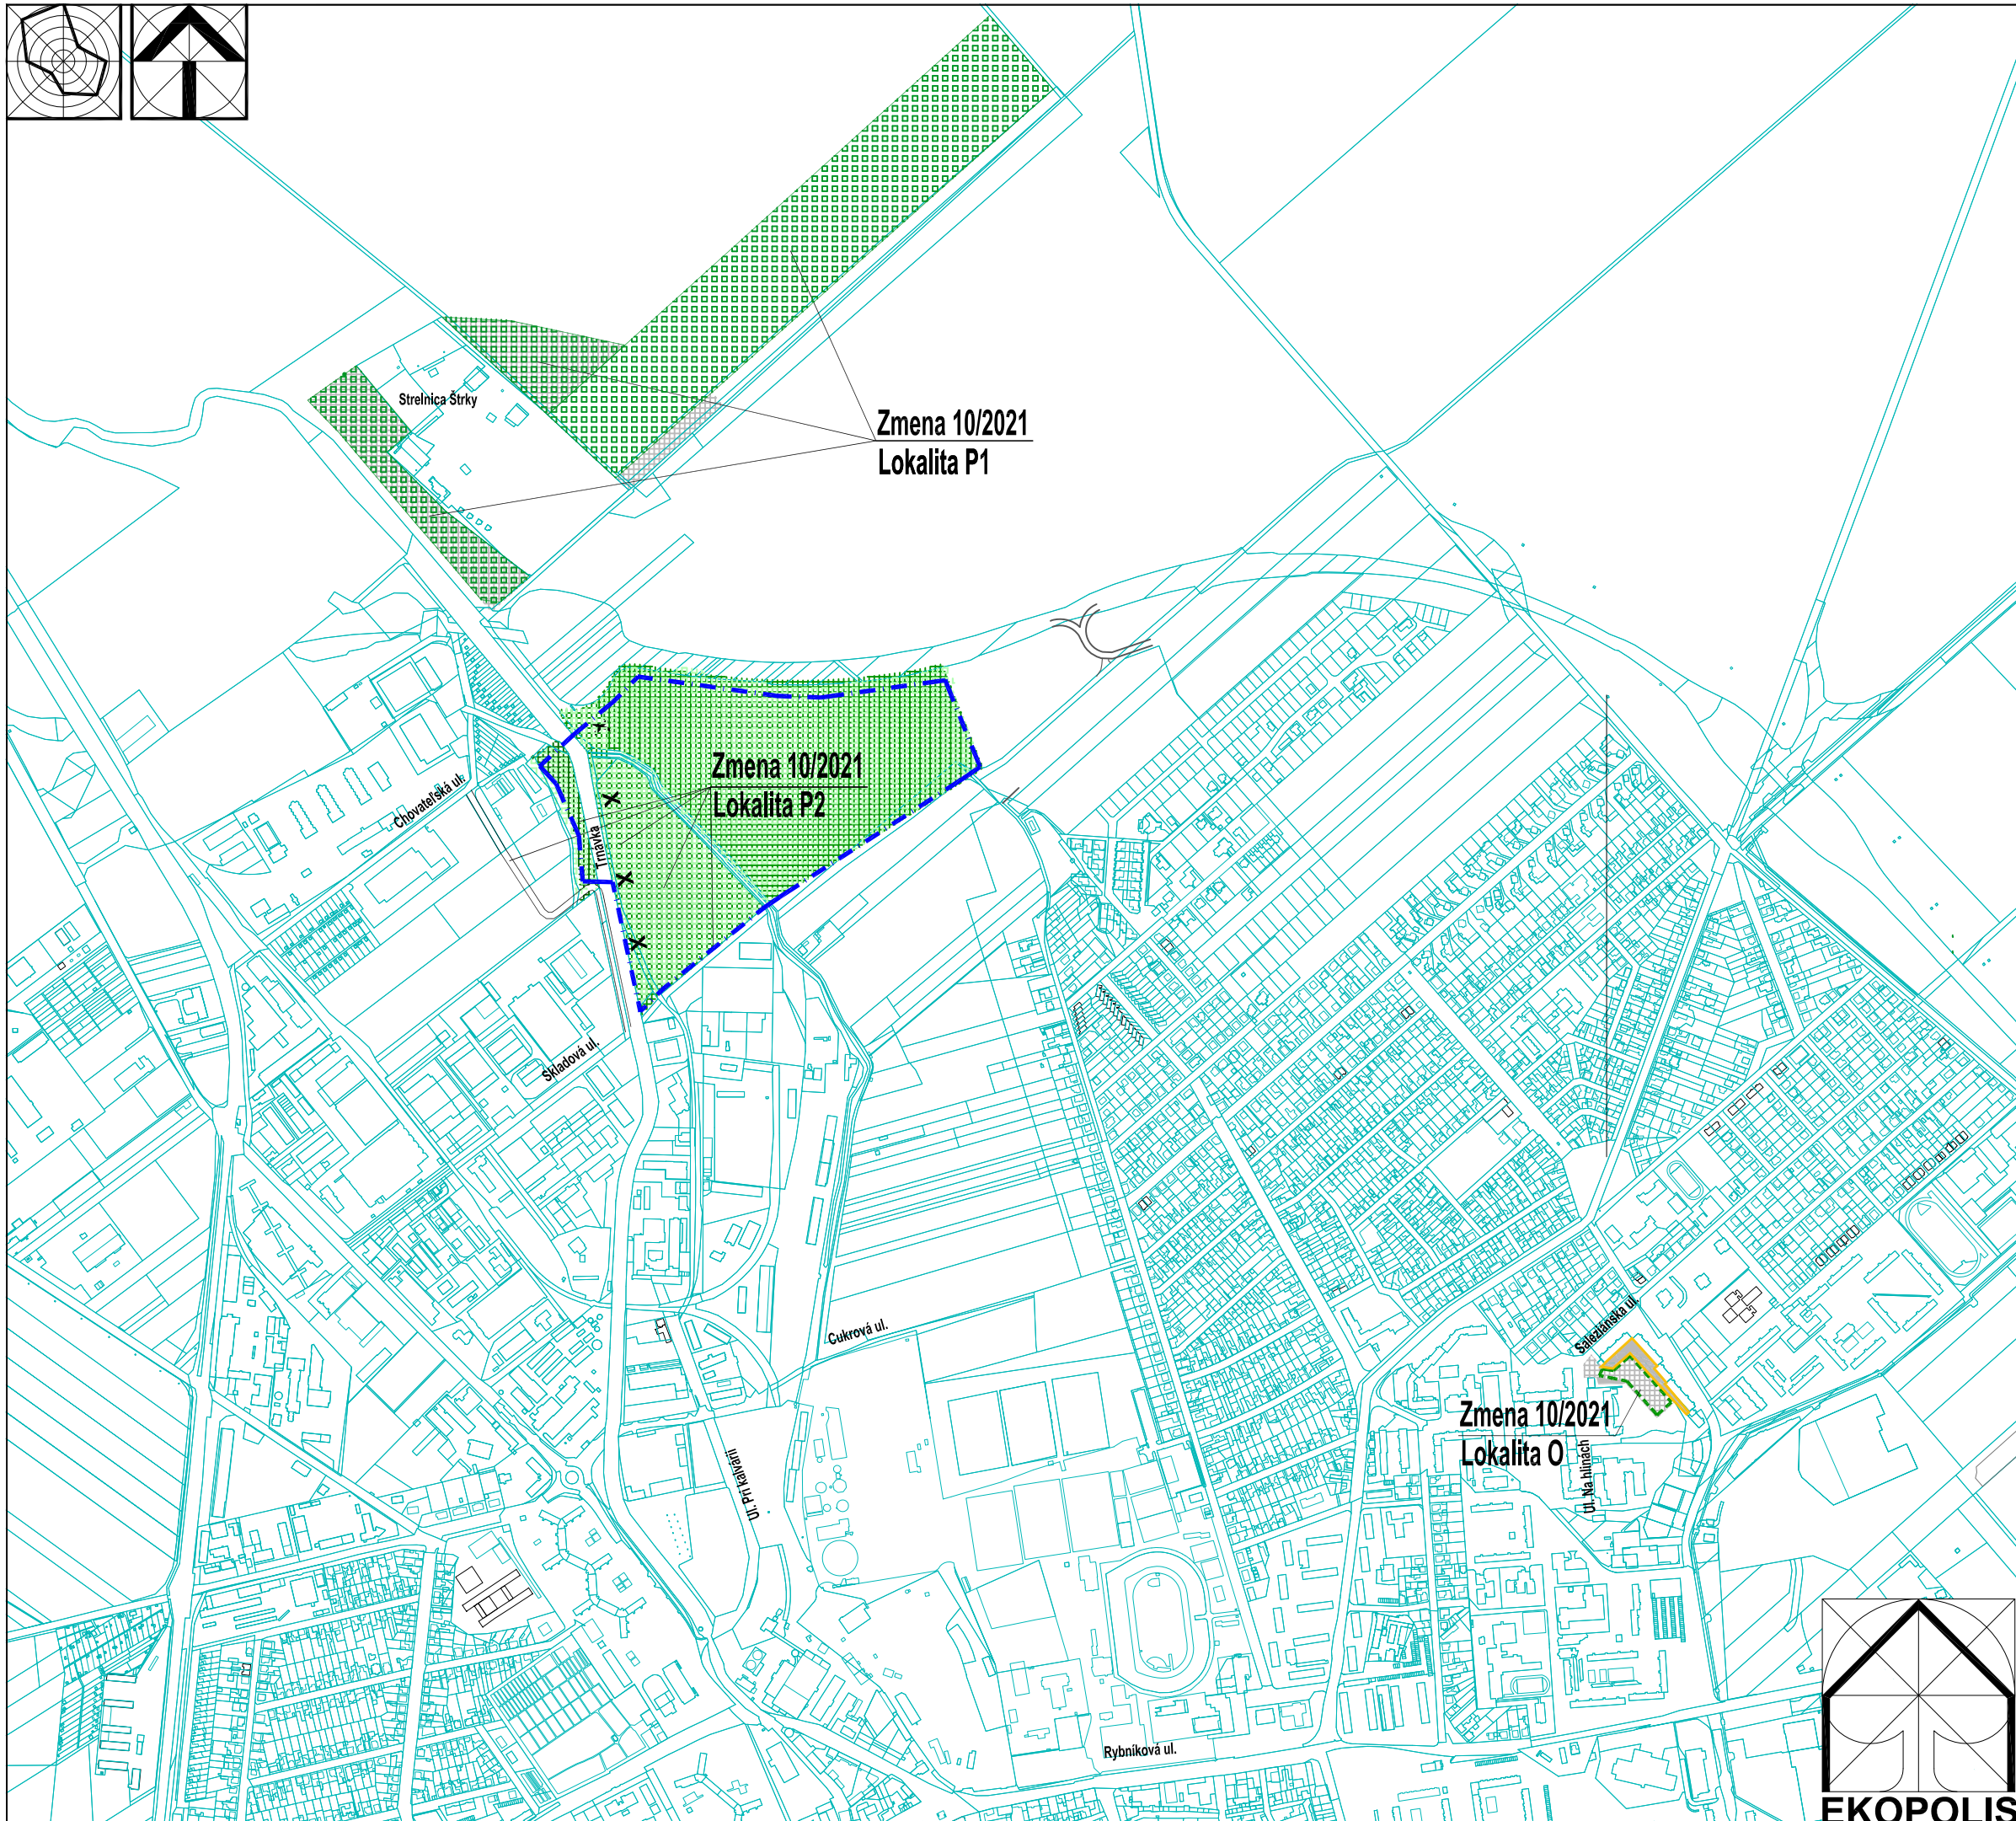 Strelnica Štrky
Zmena 10/2021
Lokalita P1
Zmena 10/2021
Lokalita P2
Chovateľská ul.
Trnavka
Skladová ul.
Cukrová ul.
Saleziánska ul.
Zmena 10/2021
Lokalita O
Ul. Na hlinách
Ul. Pri kalvárii
Rybníková ul.
EKOPOLIS